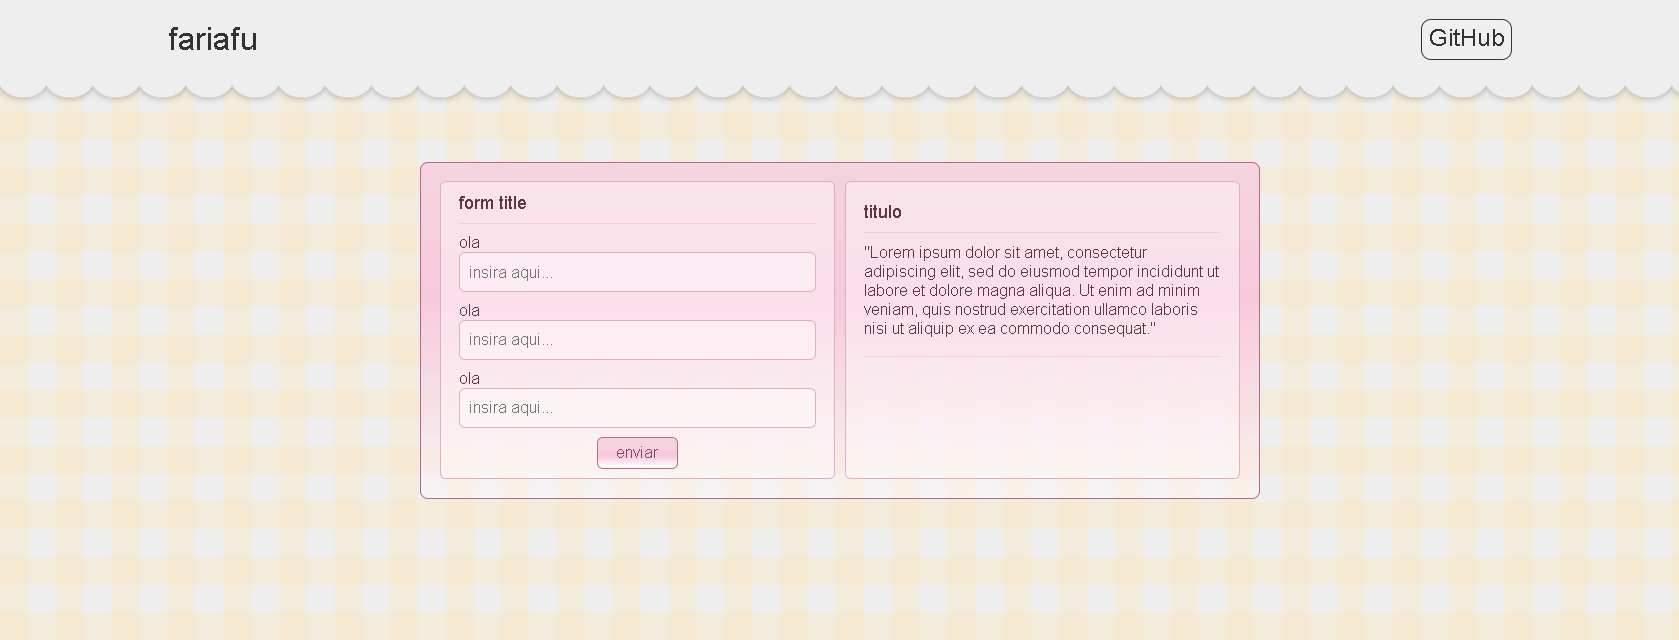 fariafu
GitHub
form title
ola
insira aqui...
ola
insira aqui...
ola
insira aqui...
enviar
titulo
"Lorem ipsum dolor sit amet, consectetur
adipiscing elit, sed do eiusmod tempor incididunt ut
labore et dolore magna aliqua. Ut enim ad minim
veniam, quis nostrud exercitation ullamco laboris
nisi ut aliquip ex ea commodo consequat."